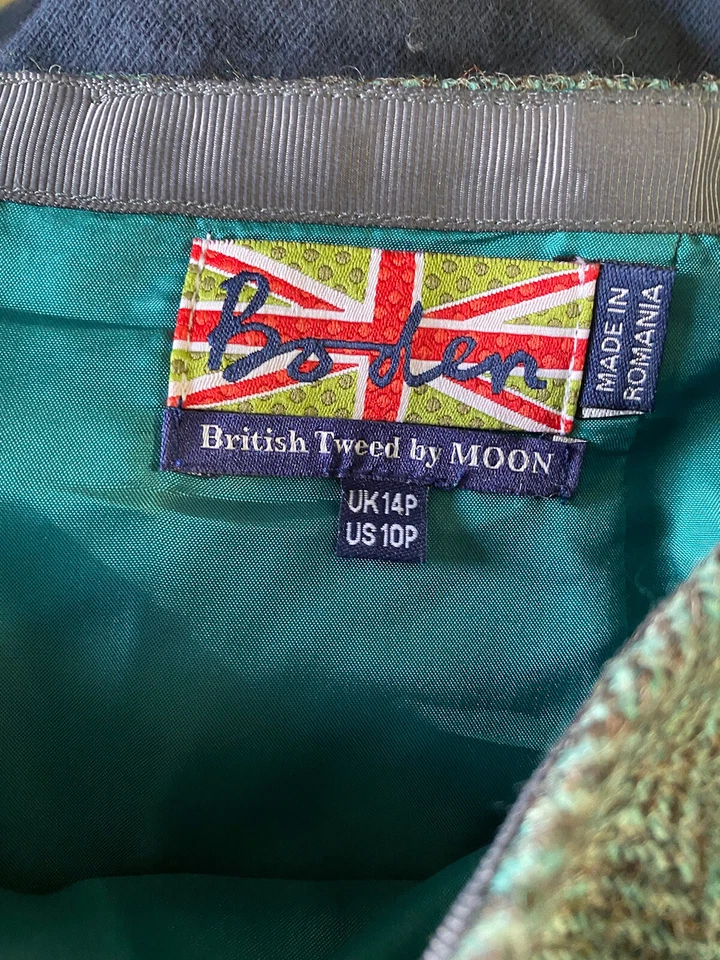 Boden
MADE IN
ROMANIA
British Tweed by MOON
UK14P
US10P